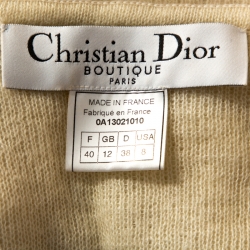 Christian Dior
BOUTIQUE
PARIS
MADE IN FRANCE
Fabriqué en France
0A13021010
F GB D USA
40 12 38 8